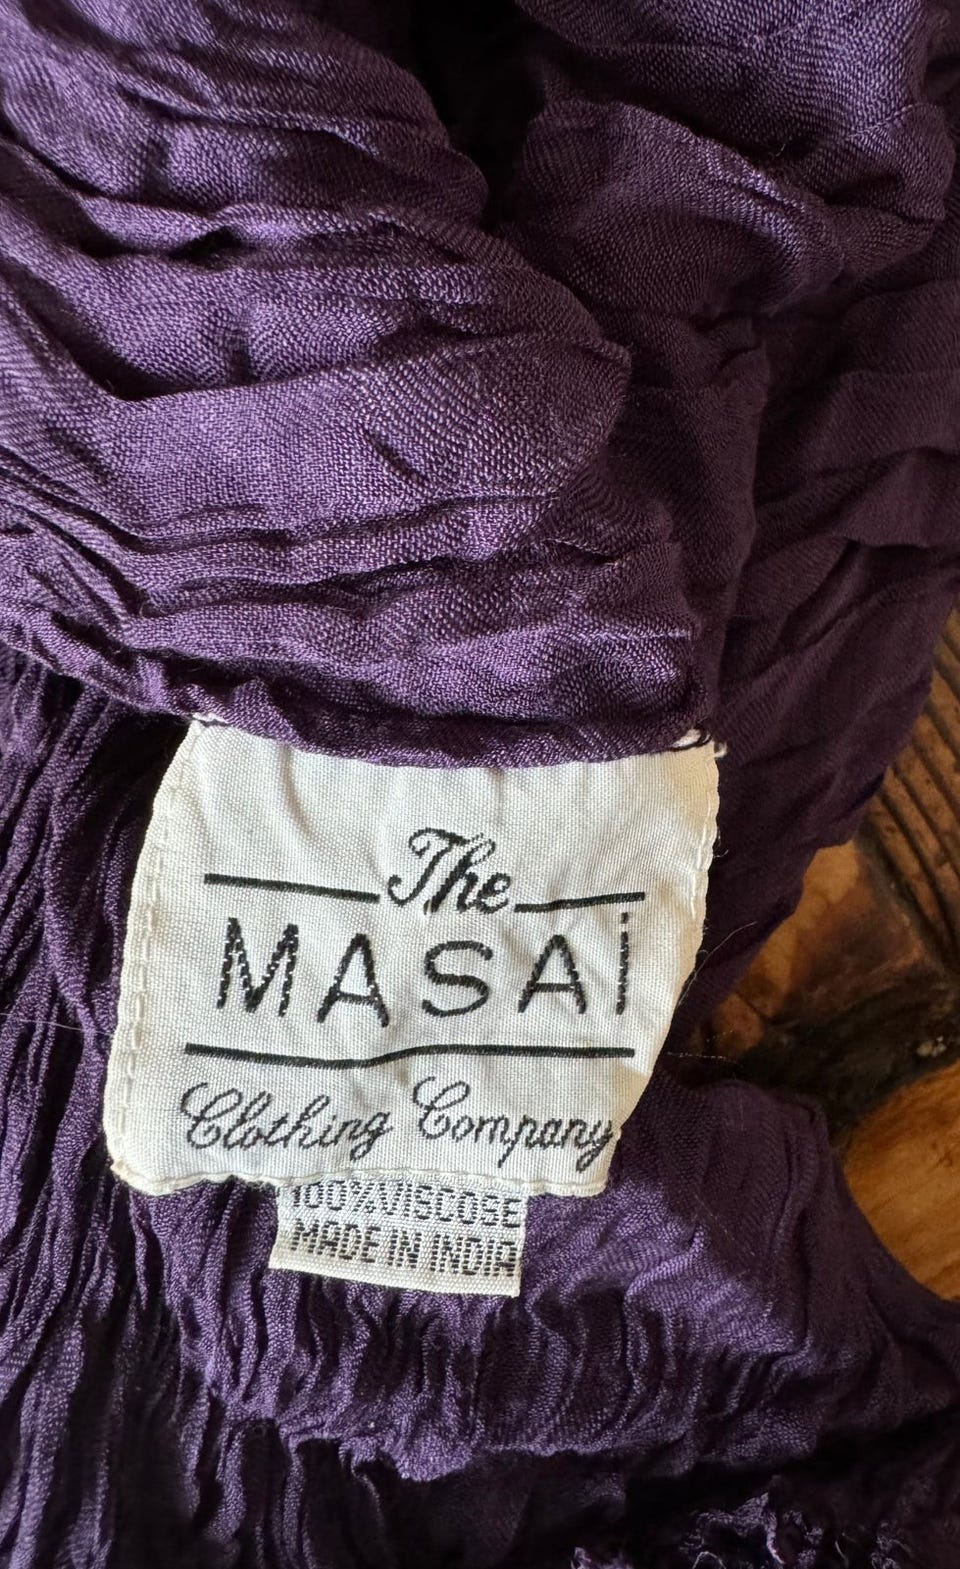 The
MASAi
Clothing Company
100%VISCOSE
MADE IN INDIA